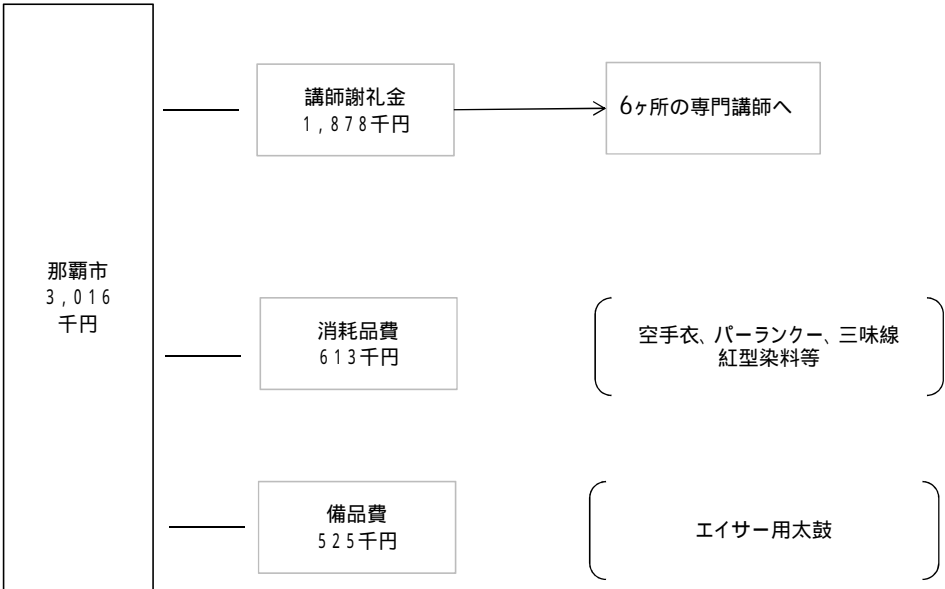 講師謝礼金
1,878千円
6ヶ所の専門講師へ
那覇市
3,016
千円
消耗品費
613千円
空手衣、パーランクー、三味線
紅型染料等
備品費
525千円
エイサー用太鼓